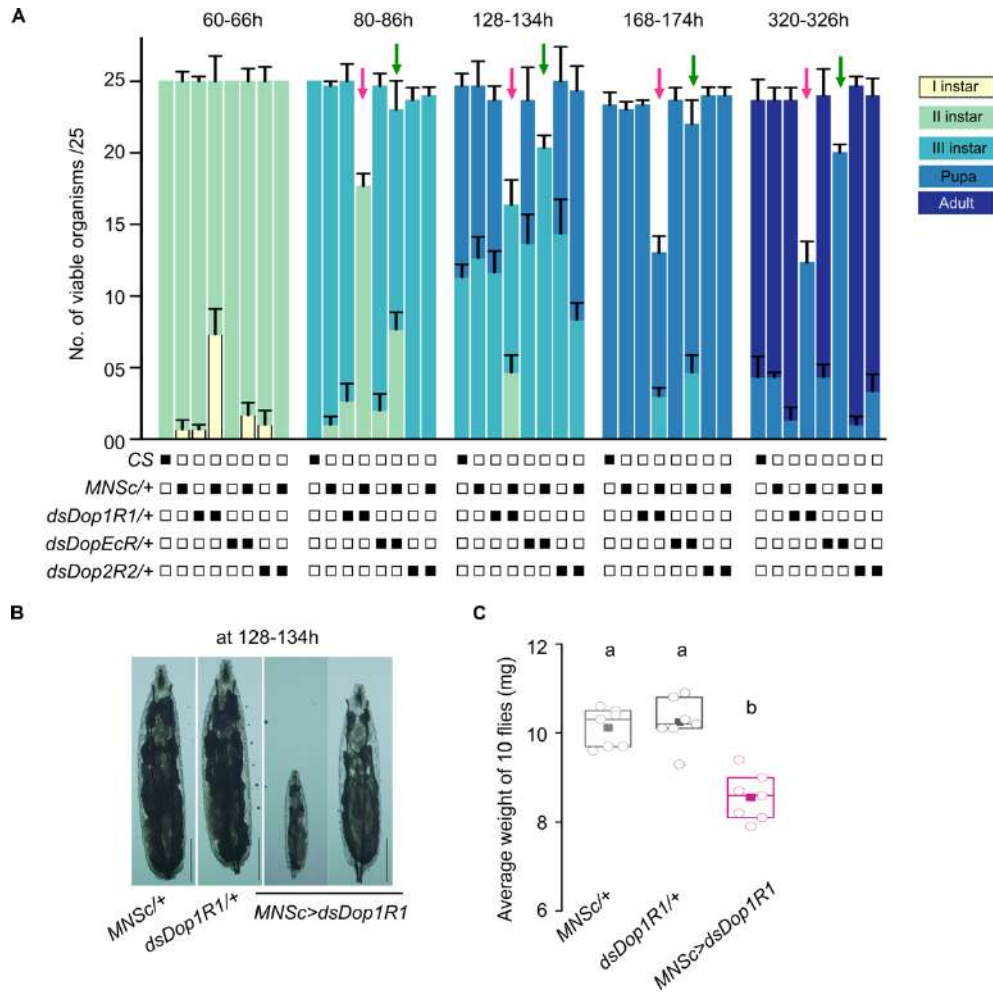 A
60-66h 80-86h 128-134h 168-174h 320-326h
No. of viable organisms /25
25
20
15
10
05
00
I instar
II instar
III instar
Pupa
Adult
CS
MNSc/+
dsDop1R1/+
dsDopEcR/+
dsDop2R2/+
B
at 128-134h
MNSc/+
dsDop1R1/+
MNSc>dsDop1R1
C
Average weight of 10 flies (mg)
12
10
8
6
a a b
MNSc/+
dsDop1R1/+
MNSc>dsDop1R1